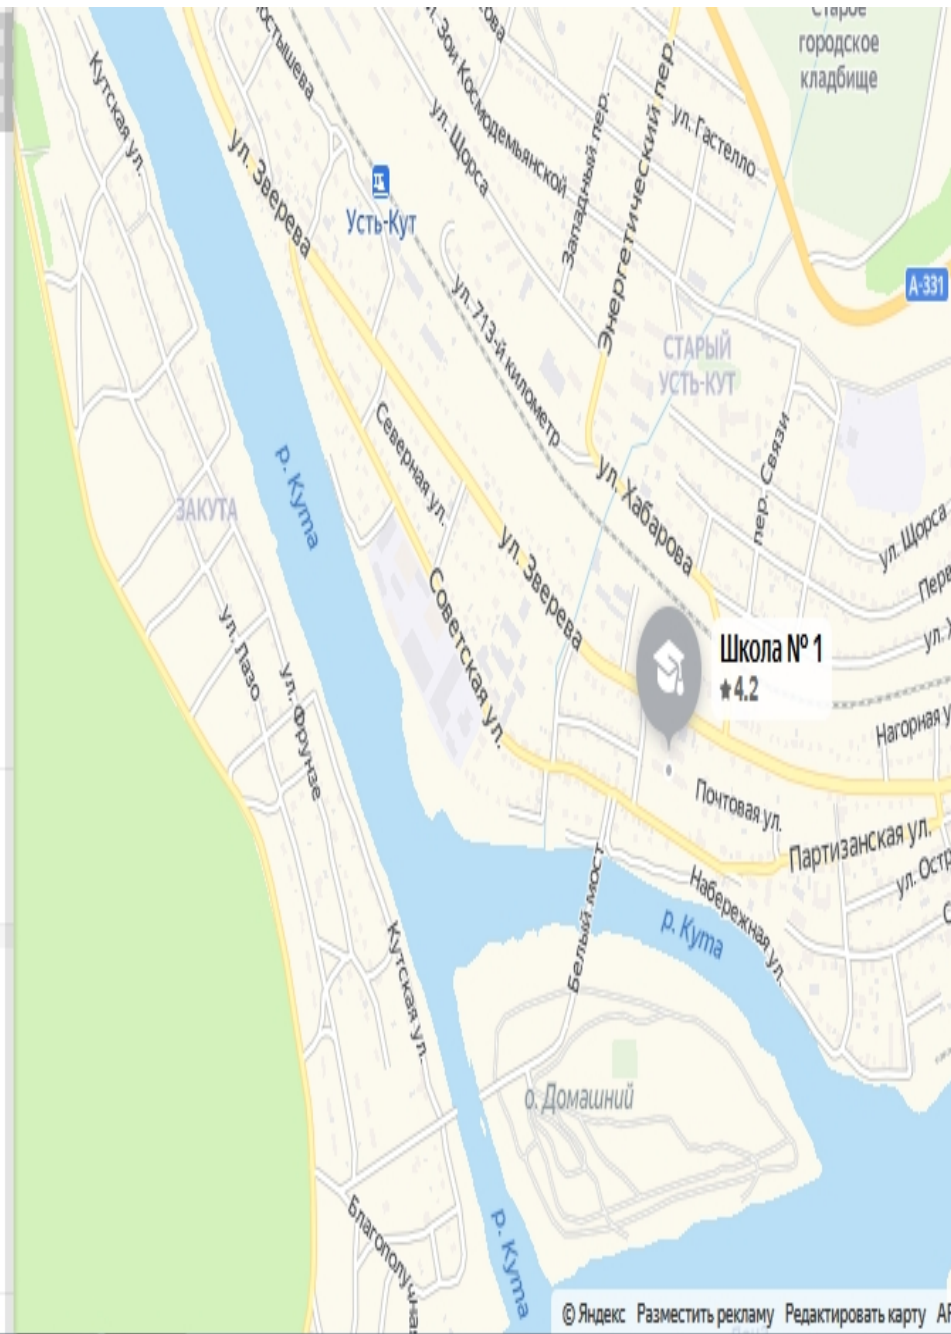 Старое
городское
кладбище
Кутская ул.
ул. Зои Космодемьянской
ул. Щорса
ул. Гастелло
ул. Зверева
Западный пер.
Энергетический пер.
Усть-Кут
А-331
ул. 713-й километр
СТАРЫЙ
УСТЬ-КУТ
Северная ул.
пер. Связи
р. Кута
ЗАКУТА
ул. Хабарова
ул. Щорса
ул. Зверева
Советская ул.
ул. Лазо
ул. Фрунзе
Школа № 1
4.2
Нагорная у
Почтовая ул.
Партизанская ул.
ул. Остр
Набережная ул.
Белый мост
р. Кута
Кутская ул.
о. Домашний
Благополучна
р. Кута
© Яндекс Разместить рекламу Редактировать карту